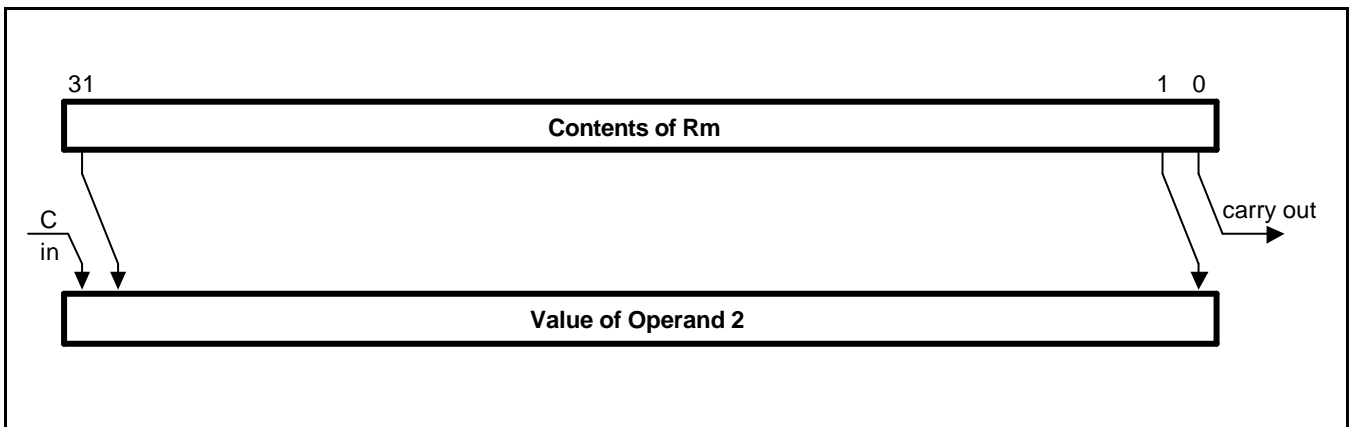 31 1 0
Contents of Rm
C
in
carry out
Value of Operand 2